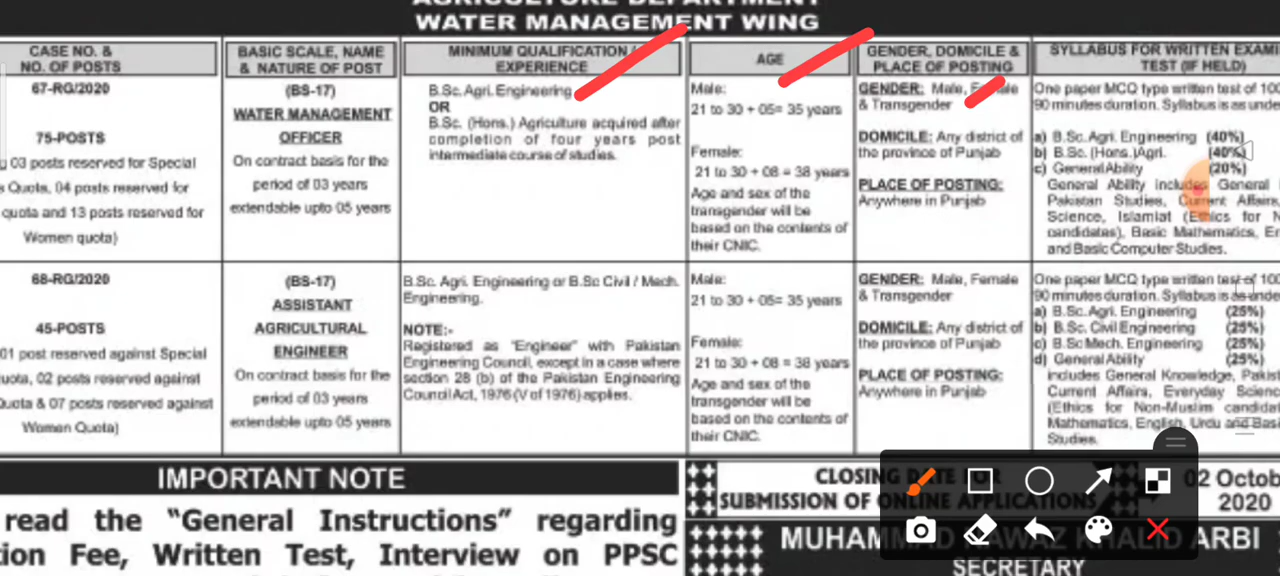 AGRICULTURE DEPARTMENT
WATER MANAGEMENT WING
CASE NO. &
NO. OF POSTS
BASIC SCALE, NAME
& NATURE OF POST
MINIMUM QUALIFICATION /
EXPERIENCE
AGE
GENDER, DOMICILE &
PLACE OF POSTING
SYLLABUS FOR WRITTEN EXAMI
TEST (IF HELD)
67-RG/2020
75-POSTS
03 posts reserved for Special
Quota, 04 posts reserved for
quota and 13 posts reserved for
Women quota)
(BS-17)
WATER MANAGEMENT
OFFICER
On contract basis for the
period of 03 years
extendable upto 05 years
B.Sc. Agri. Engineering
OR
B.Sc. (Hons.) Agriculture acquired after
completion of four years post
intermediate course of studies.
Male:
21 to 30 + 05= 35 years
Female:
21 to 30 + 08 = 38 years
Age and sex of the
transgender will be
based on the contents of
their CNIC.
GENDER: Male, Female
& Transgender
DOMICILE: Any district of
the province of Punjab
PLACE OF POSTING:
Anywhere in Punjab
One paper MCQ type written test of 100
90 minutes duration. Syllabus is as under
a) B.Sc. Agri. Engineering (40%)
b) B.Sc. (Hons.)Agri. (40%)
c) General Ability (20%)
General Ability includes General
Pakistan Studies, Current Affairs,
Science, Islamiat (Ethics for N
candidates), Basic Mathematics, En
and Basic Computer Studies.
68-RG/2020
45-POSTS
01 post reserved against Special
uota, 02 posts reserved against
Quota & 07 posts reserved against
Women Quota)
(BS-17)
ASSISTANT
AGRICULTURAL
ENGINEER
On contract basis for the
period of 03 years
extendable upto 05 years
B.Sc. Agri. Engineering or B.Sc Civil / Mech.
Engineering.
NOTE:-
Registered as "Engineer" with Pakistan
Engineering Council, except in a case where
section 28 (b) of the Pakistan Engineering
Council Act, 1976 (V of 1976) applies.
Male:
21 to 30 + 05= 35 years
Female:
21 to 30 + 08 = 38 years
Age and sex of the
transgender will be
based on the contents of
their CNIC.
GENDER: Male, Female
& Transgender
DOMICILE: Any district of
the province of Punjab
PLACE OF POSTING:
Anywhere in Punjab
One paper MCQ type written test of 100
90 minutes duration. Syllabus is as under
a) B.Sc. Agri. Engineering (25%)
b) B.Sc. Civil Engineering (25%)
c) B.Sc Mech. Engineering (25%)
d) General Ability (25%)
includes General Knowledge, Pakist
Current Affairs, Everyday Scienc
(Ethics for Non-Muslim candida
Mathematics, English, Urdu and Basi
Studies.
IMPORTANT NOTE
read the "General Instructions" regarding
tion Fee, Written Test, Interview on PPSC
CLOSING DATE FOR
SUBMISSION OF ONLINE APPLICATIONS
02 Octob
2020
MUHAMMAD NAWAZ KHALID ARBI
SECRETARY